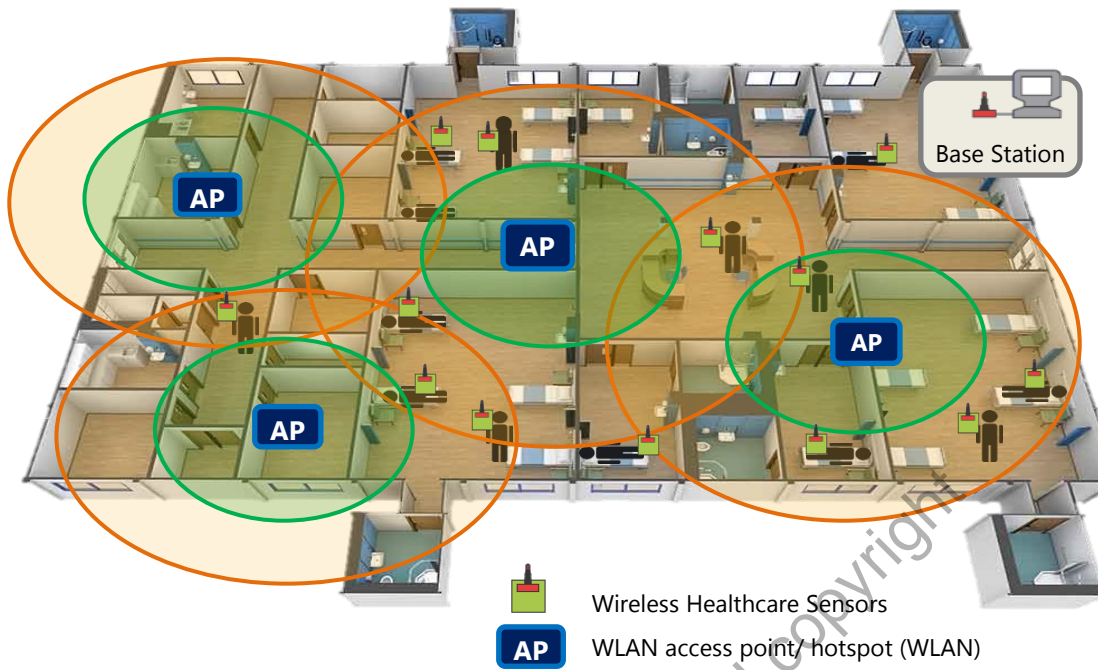 AP
AP
AP
AP
Base Station
copyright
Wireless Healthcare Sensors
AP WLAN access point/ hotspot (WLAN)